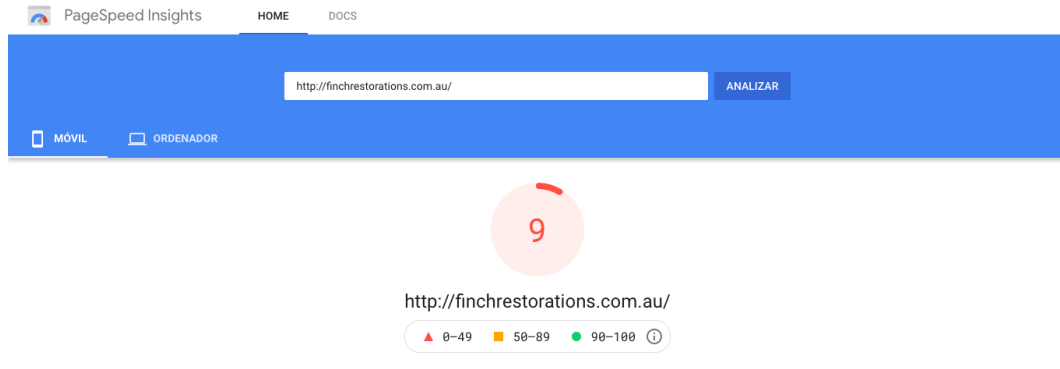 PageSpeed Insights HOME DOCS
http://finchrestorations.com.au/ ANALIZAR
MÓVIL ORDENADOR
9
http://finchrestorations.com.au/
0–49 50–89 90–100